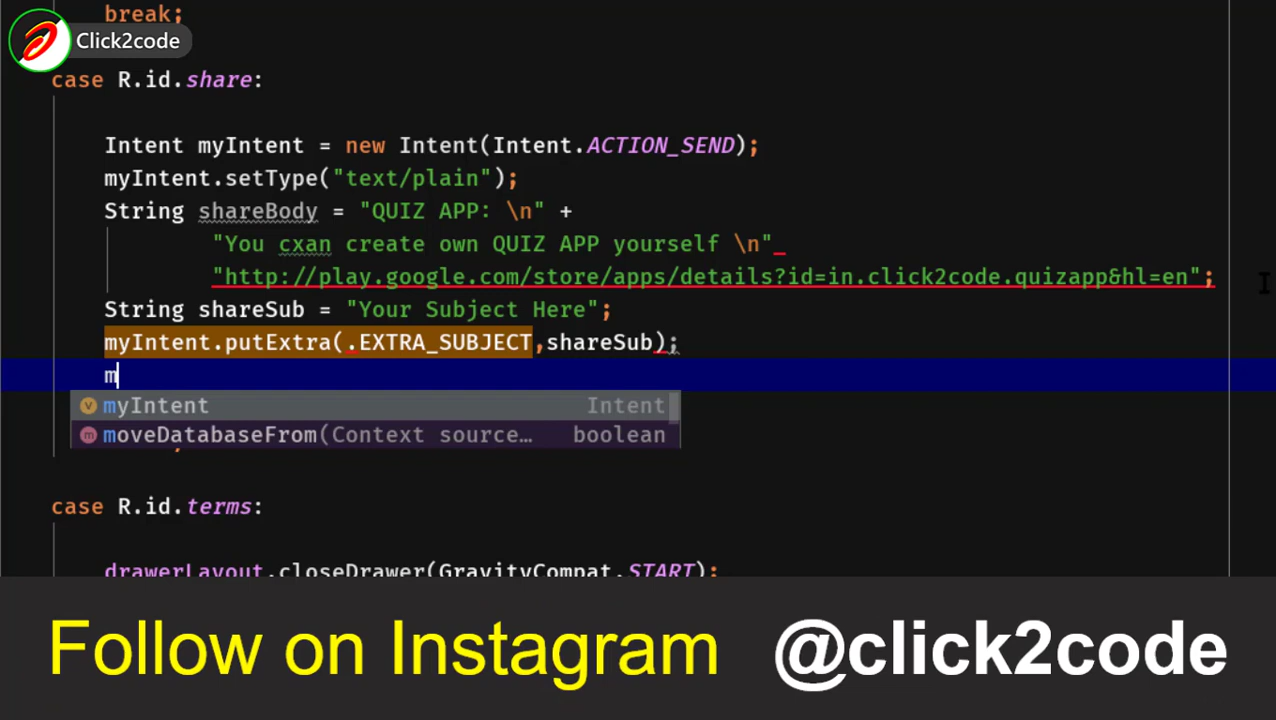 break;
Click2code
case R.id.share:
Intent myIntent = new Intent(Intent.ACTION_SEND);
myIntent.setType("text/plain");
String shareBody = "QUIZ APP: \n" +
"You cxan create own QUIZ APP yourself \n"
"http://play.google.com/store/apps/details?id=in.click2code.quizapp&hl=en";
String shareSub = "Your Subject Here";
myIntent.putExtra(.EXTRA_SUBJECT,shareSub);
m
myIntent Intent
moveDatabaseFrom(Context source… boolean
case R.id.terms:
drawerLayout.closeDrawer(GravityCompat.START);
Follow on Instagram @click2code